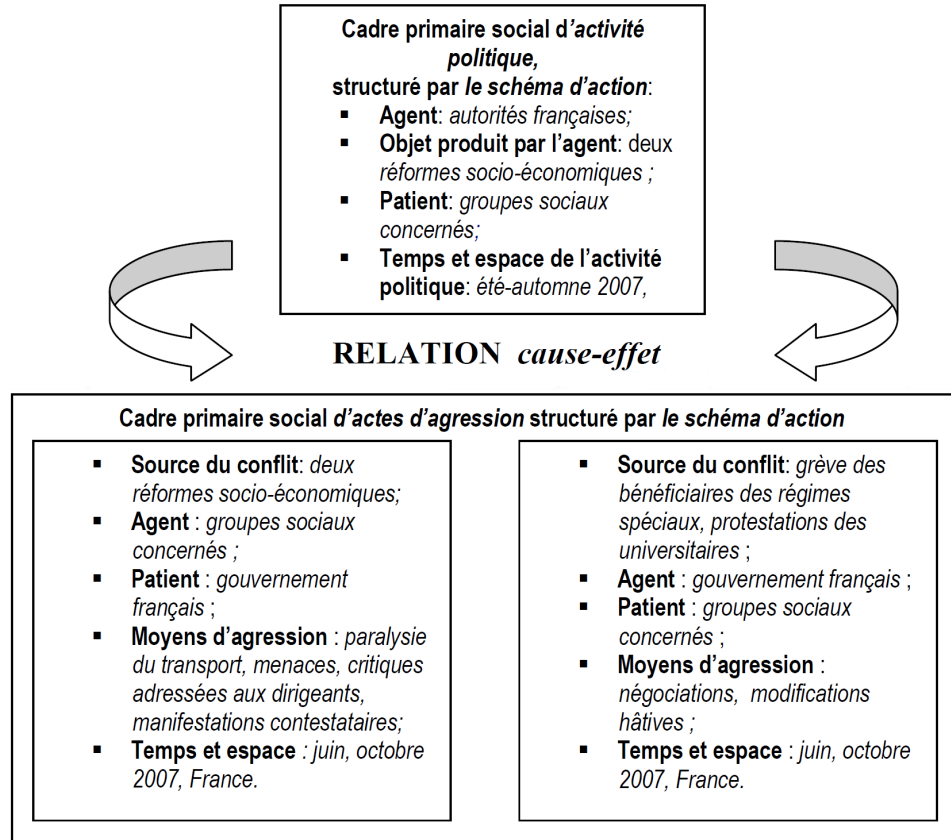 Cadre primaire social d'activité
politique,
structuré par le schéma d'action:
▪ Agent: autorités françaises;
▪ Objet produit par l'agent: deux
réformes socio-économiques ;
▪ Patient: groupes sociaux
concernés;
▪ Temps et espace de l'activité
politique: été-automne 2007,
RELATION cause-effet
Cadre primaire social d'actes d'agression structuré par le schéma d'action
▪ Source du conflit: deux
réformes socio-économiques;
▪ Agent : groupes sociaux
concernés ;
▪ Patient : gouvernement
français ;
▪ Moyens d'agression : paralysie
du transport, menaces, critiques
adressées aux dirigeants,
manifestations contestataires;
▪ Temps et espace : juin, octobre
2007, France.
▪ Source du conflit: grève des
bénéficiaires des régimes
spéciaux, protestations des
universitaires ;
▪ Agent : gouvernement français ;
▪ Patient : groupes sociaux
concernés ;
▪ Moyens d'agression :
négociations, modifications
hâtives ;
▪ Temps et espace : juin, octobre
2007, France.